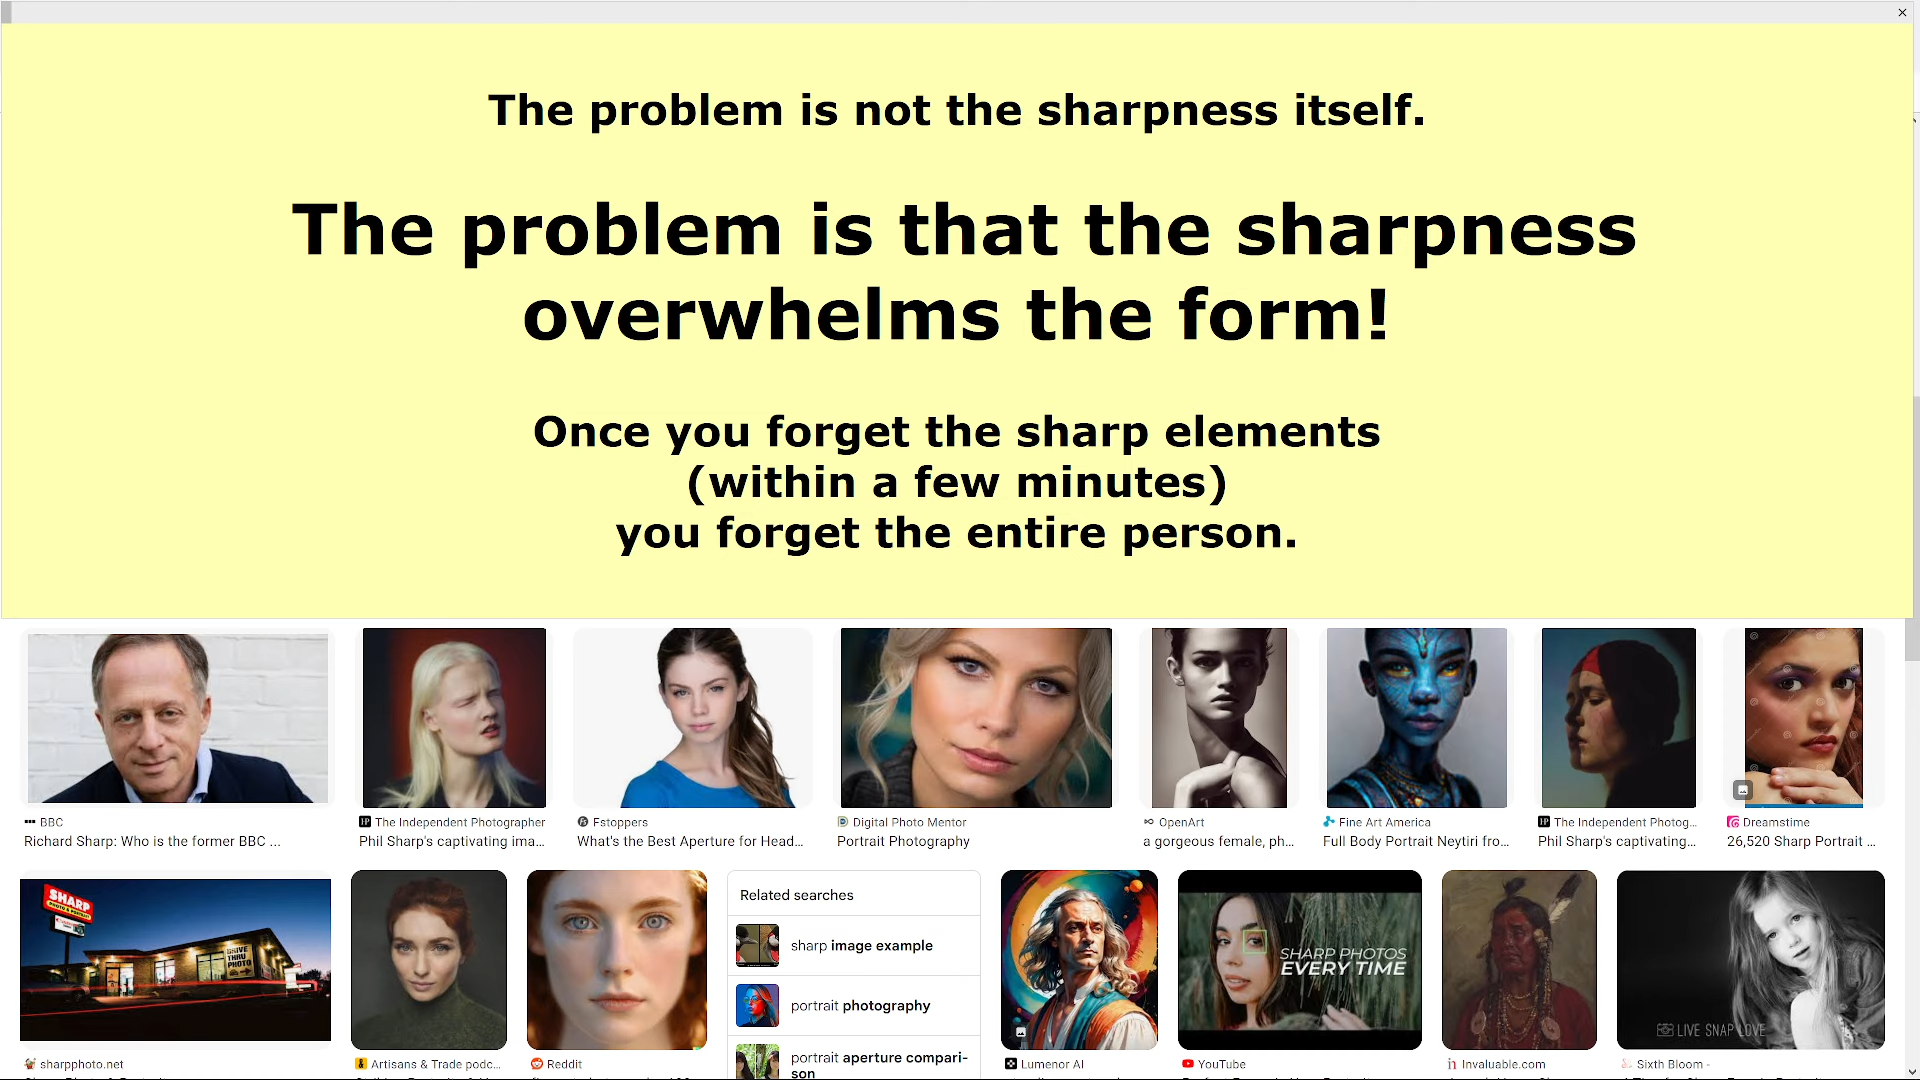 The problem is not the sharpness itself.
The problem is that the sharpness
overwhelms the form!
Once you forget the sharp elements
(within a few minutes)
you forget the entire person.
BBC
Richard Sharp: Who is the former BBC ...
The Independent Photographer
Phil Sharp's captivating ima...
Fstoppers
What's the Best Aperture for Head...
Digital Photo Mentor
Portrait Photography
OpenArt
a gorgeous female, ph...
Fine Art America
Full Body Portrait Neytiri fro...
The Independent Photog...
Phil Sharp's captivating...
Dreamstime
26,520 Sharp Portrait ...
SHARP
DRIVE
THRU
PHOTO
sharpphoto.net
Artisans & Trade podc...
Reddit
Related searches
sharp image example
portrait photography
portrait aperture compari-
son
Lumenor AI
SHARP PHOTOS
EVERY TIME
YouTube
Invaluable.com
LIVE SNAP LOVE
Sixth Bloom -